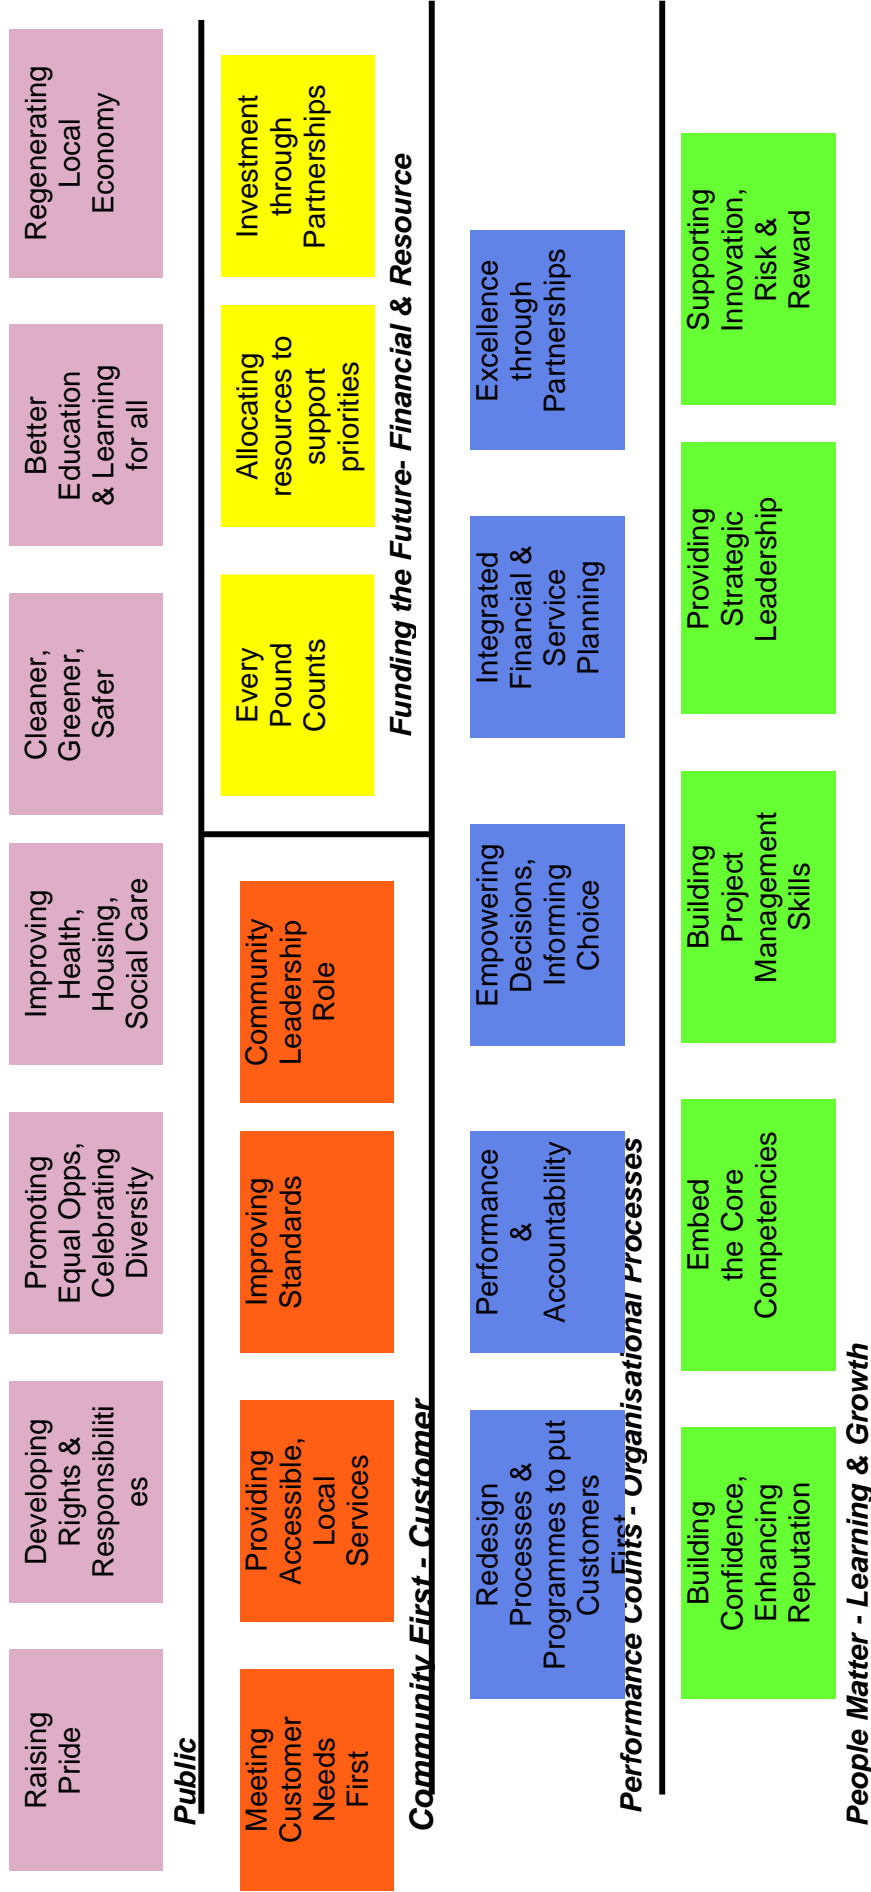 Raising
Pride
Developing
Rights &
Responsibiliti
es
Promoting
Equal Opps,
Celebrating
Diversity
Improving
Health,
Housing,
Social Care
Cleaner,
Greener,
Safer
Better
Education
& Learning
for all
Regenerating
Local
Economy
Public
Meeting
Customer
Needs
First
Providing
Accessible,
Local
Services
Improving
Standards
Community
Leadership
Role
Every
Pound
Counts
Allocating
resources to
support
priorities
Investment
through
Partnerships
Community First - Customer
Funding the Future- Financial & Resource
Redesign
Processes &
Programmes to put
Customers
First
Performance
&
Accountability
Empowering
Decisions,
Informing
Choice
Integrated
Financial &
Service
Planning
Excellence
through
Partnerships
Performance Counts - Organisational Processes
Building
Confidence,
Enhancing
Reputation
Embed
the Core
Competencies
Building
Project
Management
Skills
Providing
Strategic
Leadership
Supporting
Innovation,
Risk &
Reward
People Matter - Learning & Growth